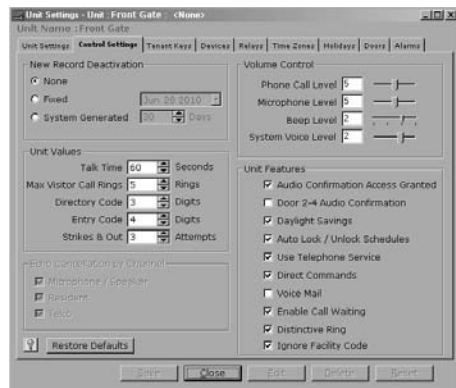 Unit Settings - Unit : Front Gate: <None>
Unit Name : Front Gate
Unit Settings Control Settings Tenant Keys Devices Relays Time Zones Holidays Doors Alarms
New Record Deactivation
None
Fixed Jun 28 2010
System Generated 30 Days
Unit Values
Talk Time 60 Seconds
Max Visitor Call Rings 5 Rings
Directory Code 3 Digits
Entry Code 4 Digits
Strikes & Out 3 Attempts
Echo Cancellation by Channel
Microphone / Speaker
Resident
Telco
Restore Defaults
Volume Control
Phone Call Level 5
Microphone Level 5
Beep Level 2
System Voice Level 2
Unit Features
Audio Confirmation Access Granted
Door 2-4 Audio Confirmation
Daylight Savings
Auto Lock / Unlock Schedules
Use Telephone Service
Direct Commands
Voice Mail
Enable Call Waiting
Distinctive Ring
Ignore Facility Code
Save Close Edit Delete Reset